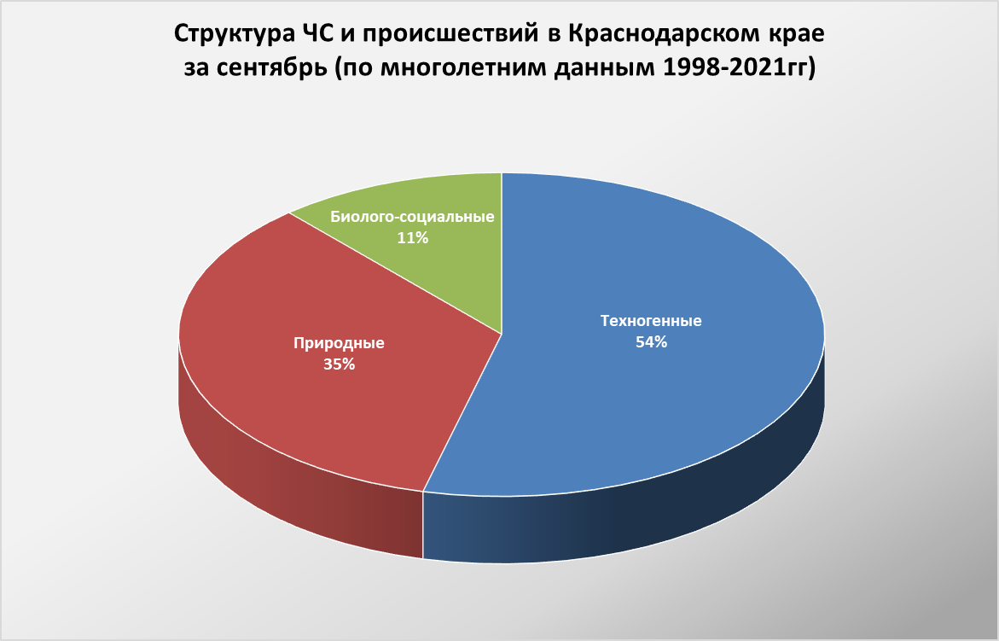 Структура ЧС и происшествий в Краснодарском крае
за сентябрь (по многолетним данным 1998-2021гг)
Биолого-социальные
11%
Техногенные
54%
Природные
35%